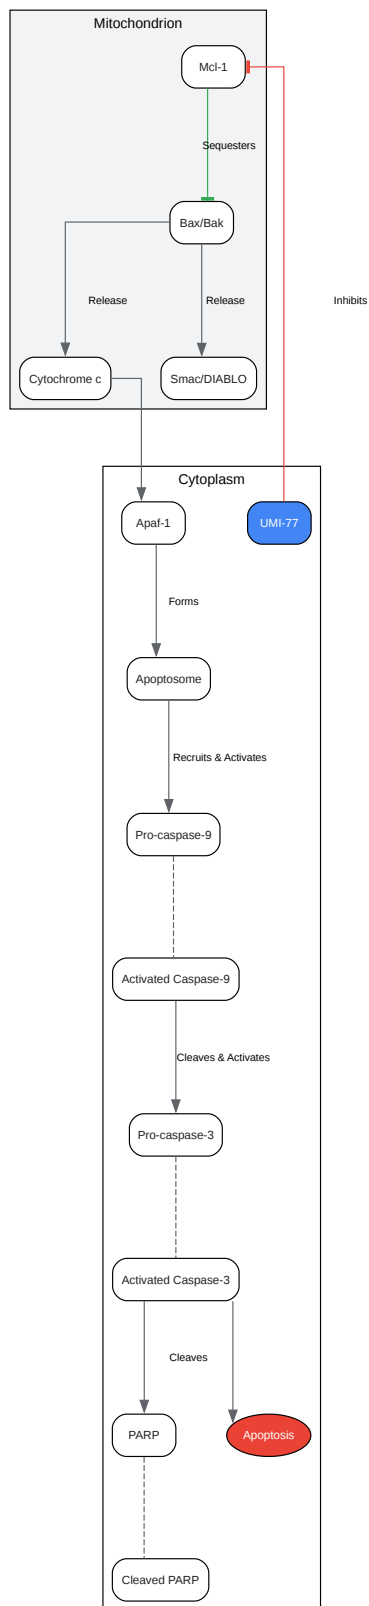 Mitochondrion
Mcl-1
Sequesters
Bax/Bak
Release
Release
Inhibits
Cytochrome c
Smac/DIABLO
Cytoplasm
Apaf-1
UMI-77
Forms
Apoptosome
Recruits & Activates
Pro-caspase-9
Activated Caspase-9
Cleaves & Activates
Pro-caspase-3
Activated Caspase-3
Cleaves
PARP
Apoptosis
Cleaved PARP